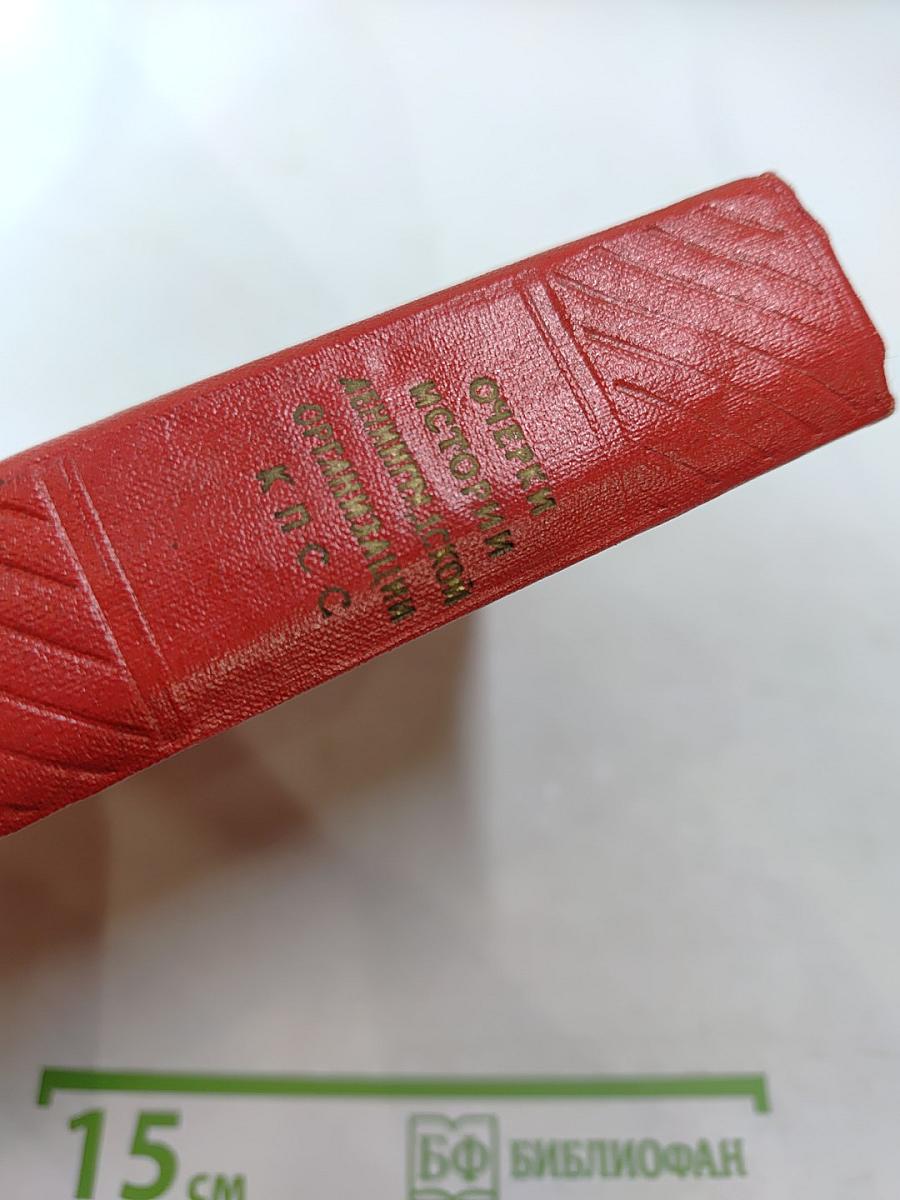 ОЧЕРКИ
ИСТОРИИ
ЛЕНИНГРАДСКОЙ
ОРГАНИЗАЦИИ
КПСС
15 см
БФ БИБЛИОФАН